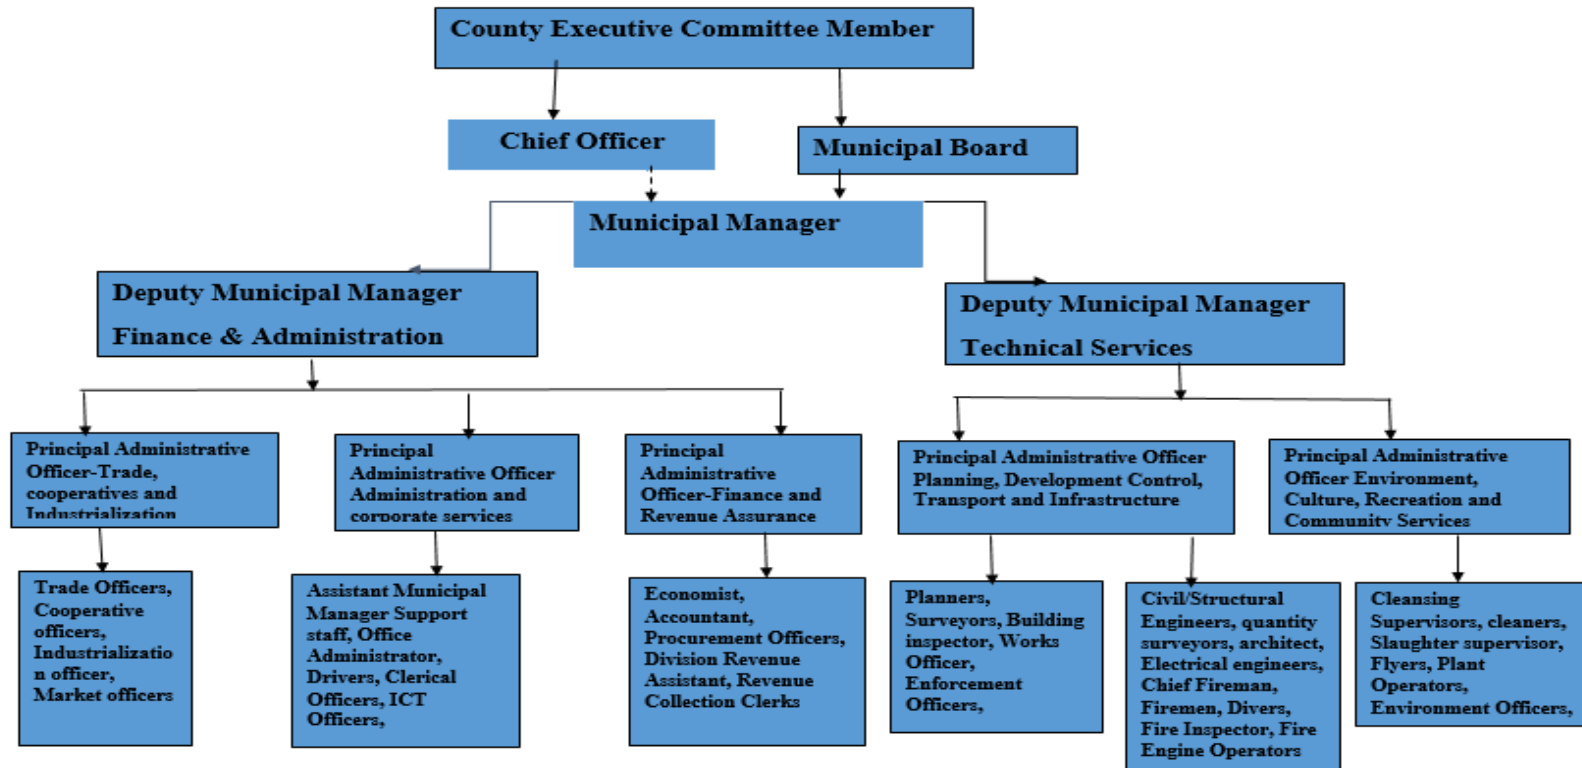 County Executive Committee Member
Chief Officer
Municipal Board
Municipal Manager
Deputy Municipal Manager
Finance & Administration
Deputy Municipal Manager
Technical Services
Principal Administrative
Officer-Trade,
cooperatives and
Industrialization
Principal
Administrative Officer
Administration and
corporate services
Principal
Administrative
Officer-Finance and
Revenue Assurance
Principal Administrative Officer
Planning, Development Control,
Transport and Infrastructure
Principal Administrative
Officer Environment,
Culture, Recreation and
Community Services
Trade Officers,
Cooperative
officers,
Industrializatio
n officer,
Market officers
Assistant Municipal
Manager Support
staff, Office
Administrator,
Drivers, Clerical
Officers, ICT
Officers,
Economist,
Accountant,
Procurement Officers,
Division Revenue
Assistant, Revenue
Collection Clerks
Planners,
Surveyors, Building
inspector, Works
Officer,
Enforcement
Officers,
Civil/Structural
Engineers, quantity
surveyors, architect,
Electrical engineers,
Chief Fireman,
Firemen, Divers,
Fire Inspector, Fire
Engine Operators
Cleansing
Supervisors, cleaners,
Slaughter supervisor,
Flyers, Plant
Operators,
Environment Officers,